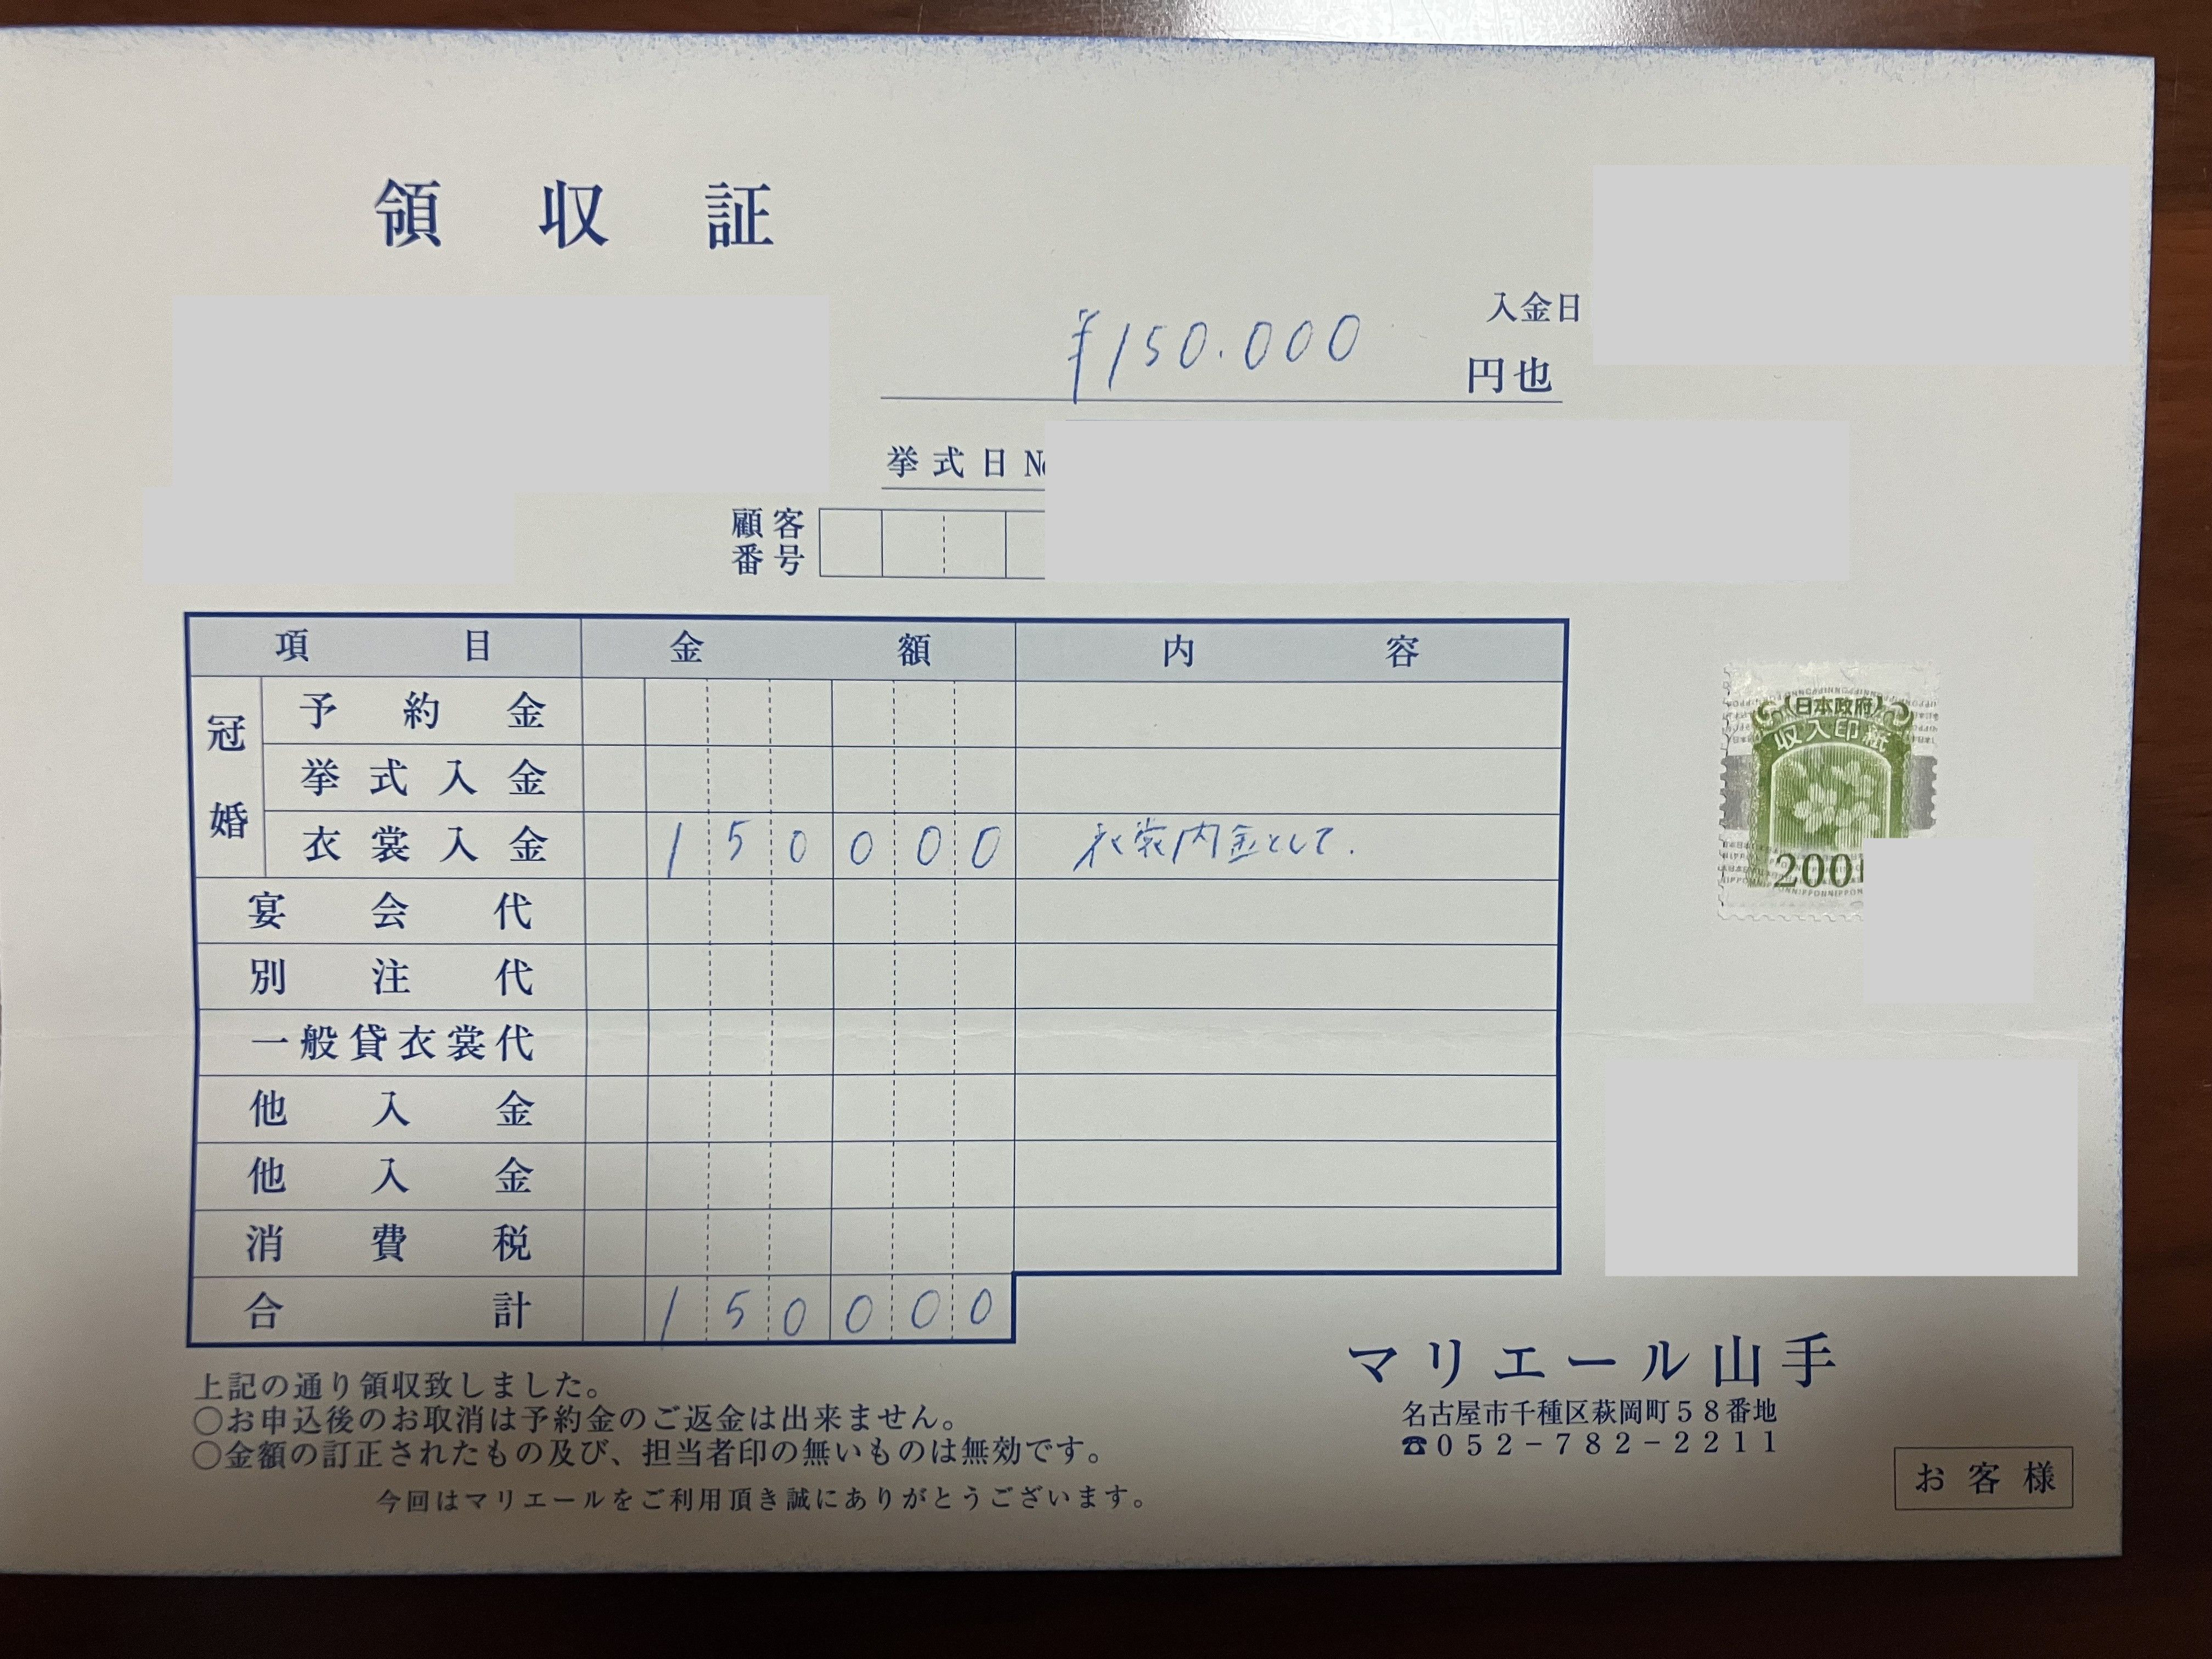 領収証
入金日
¥150.000 円也
挙式日 No
顧客
番号
項目 金額 内容
冠婚
予約金
挙式入金
衣裳入金 150000 衣裳内金として.
宴会代
別注代
一般貸衣裳代
他入金
他入金
消費税
合計 150000
日本政府
収入印紙
200
上記の通り領収致しました。
○お申込後のお取消は予約金のご返金は出来ません。
○金額の訂正されたもの及び、担当者印の無いものは無効です。
今回はマリエールをご利用頂き誠にありがとうございます。
マリエール山手
名古屋市千種区萩岡町58番地
☎052-782-2211
お客様